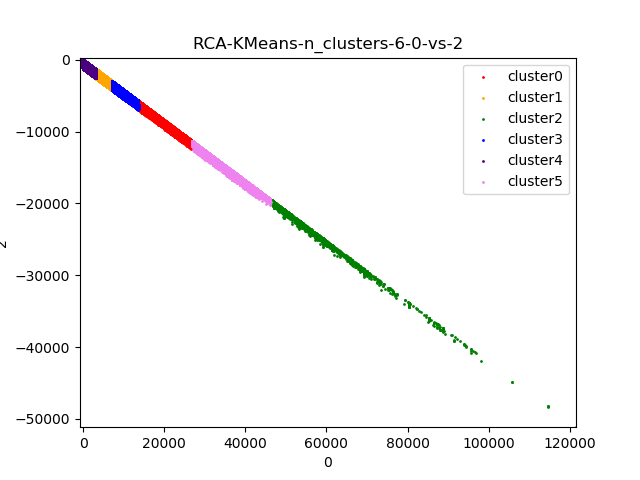 RCA-KMeans-n_clusters-6-0-vs-2
0
−10000
−20000
−30000
−40000
−50000
2
cluster0
cluster1
cluster2
cluster3
cluster4
cluster5
0 20000 40000 60000 80000 100000 120000
0